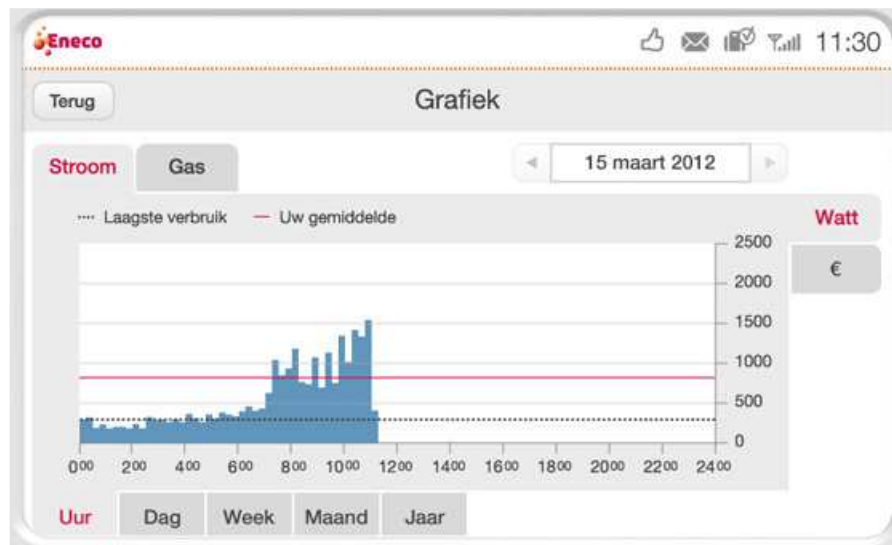 Eneco 11:30
Terug Grafiek
Stroom Gas 15 maart 2012
Laagste verbruik Uw gemiddelde Watt
2500
€
2000
1500
1000
500
0
0⁰⁰ 2⁰⁰ 4⁰⁰ 6⁰⁰ 8⁰⁰ 10⁰⁰ 12⁰⁰ 14⁰⁰ 16⁰⁰ 18⁰⁰ 20⁰⁰ 22⁰⁰ 24⁰⁰
Uur Dag Week Maand Jaar